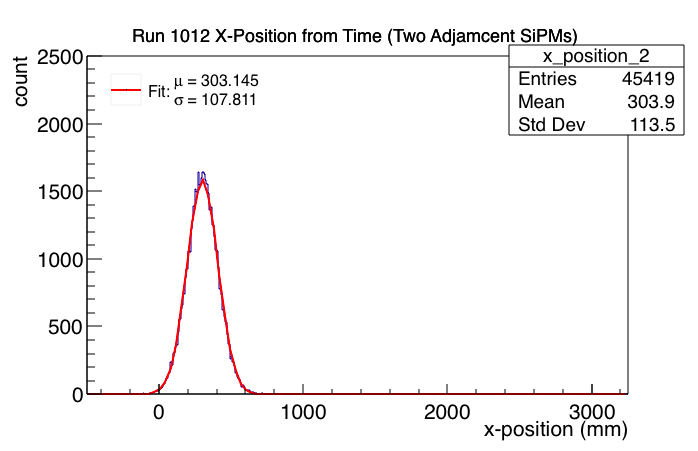 Run 1012 X-Position from Time (Two Adjamcent SiPMs)
x_position_2
Entries 45419
Mean 303.9
Std Dev 113.5
Fit: μ = 303.145
σ = 107.811
count
2500
2000
1500
1000
500
0
0 1000 2000 3000
x-position (mm)